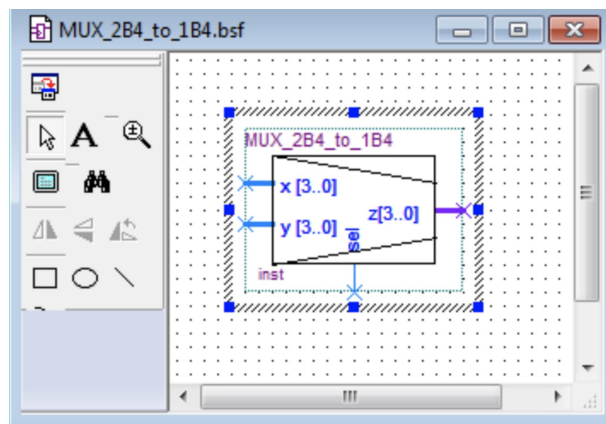 MUX_2B4_to_1B4.bsf
A
MUX_2B4_to_1B4
x [3..0]
y [3..0]
z[3..0]
sel
inst